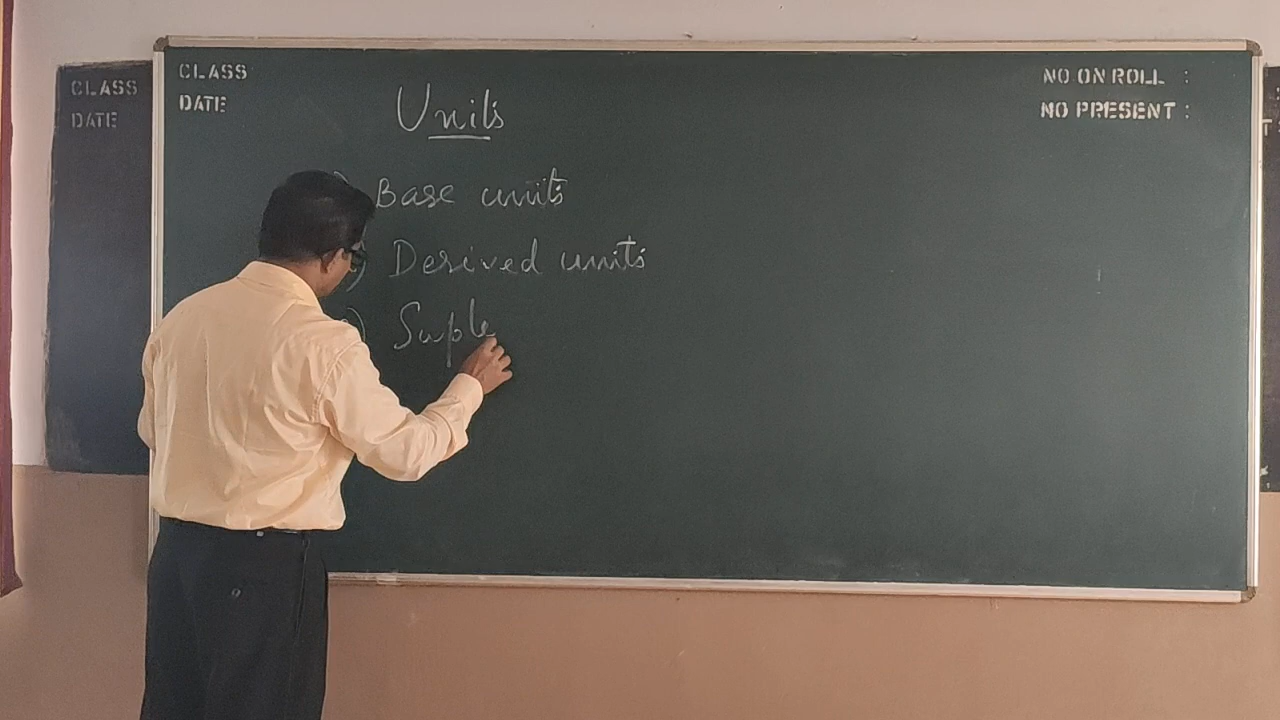 CLASS
DATE
CLASS
DATE
NO ON ROLL :
NO PRESENT :
Units
) Base units
) Derived units
) Suple